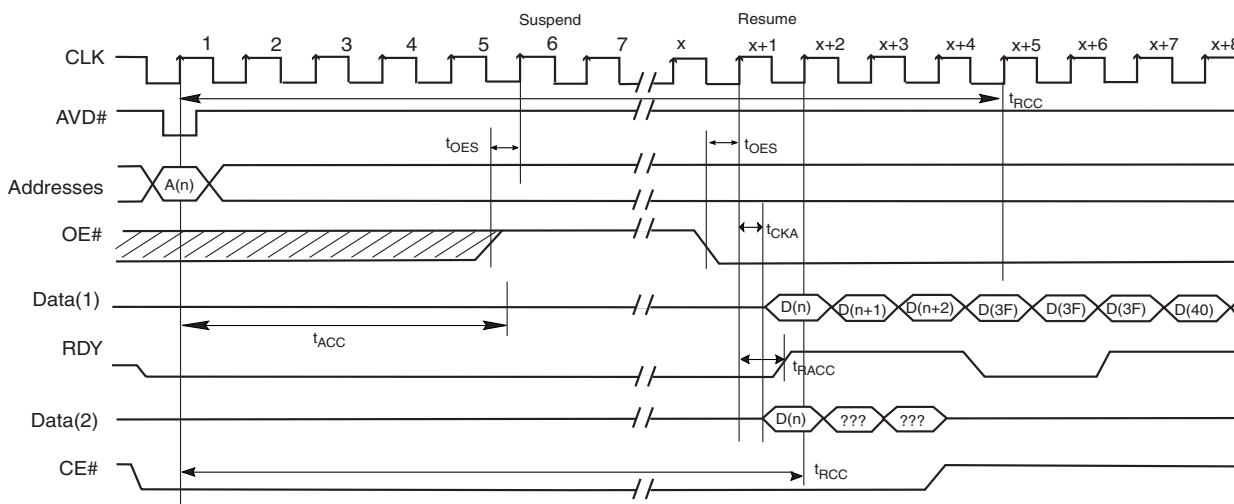 Suspend Resume
CLK 1 2 3 4 5 6 7 x x+1 x+2 x+3 x+4 x+5 x+6 x+7 x+8
tRCC
AVD#
tOES tOES
Addresses A(n)
OE# tCKA
Data(1) D(n) D(n+1) D(n+2) D(3F) D(3F) D(3F) D(40)
tACC
RDY tRACC
Data(2) D(n) ??? ???
CE# tRCC